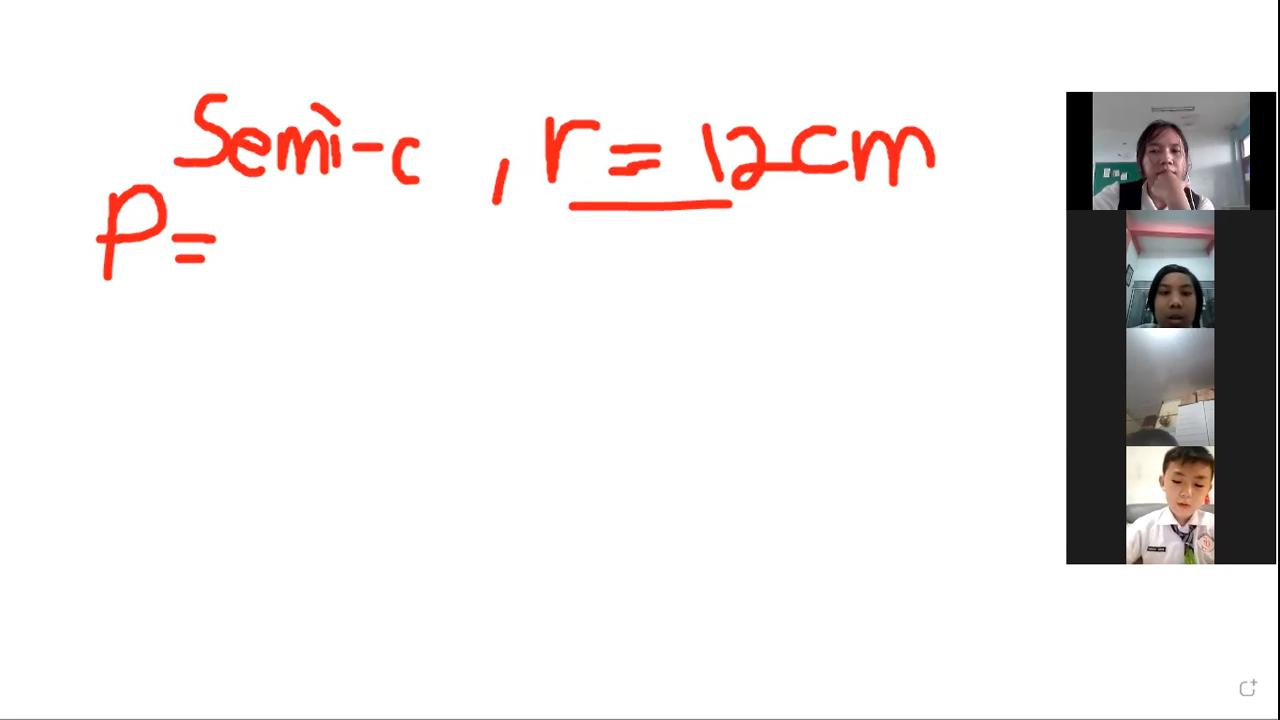 Semi-c , r = 12cm
P =